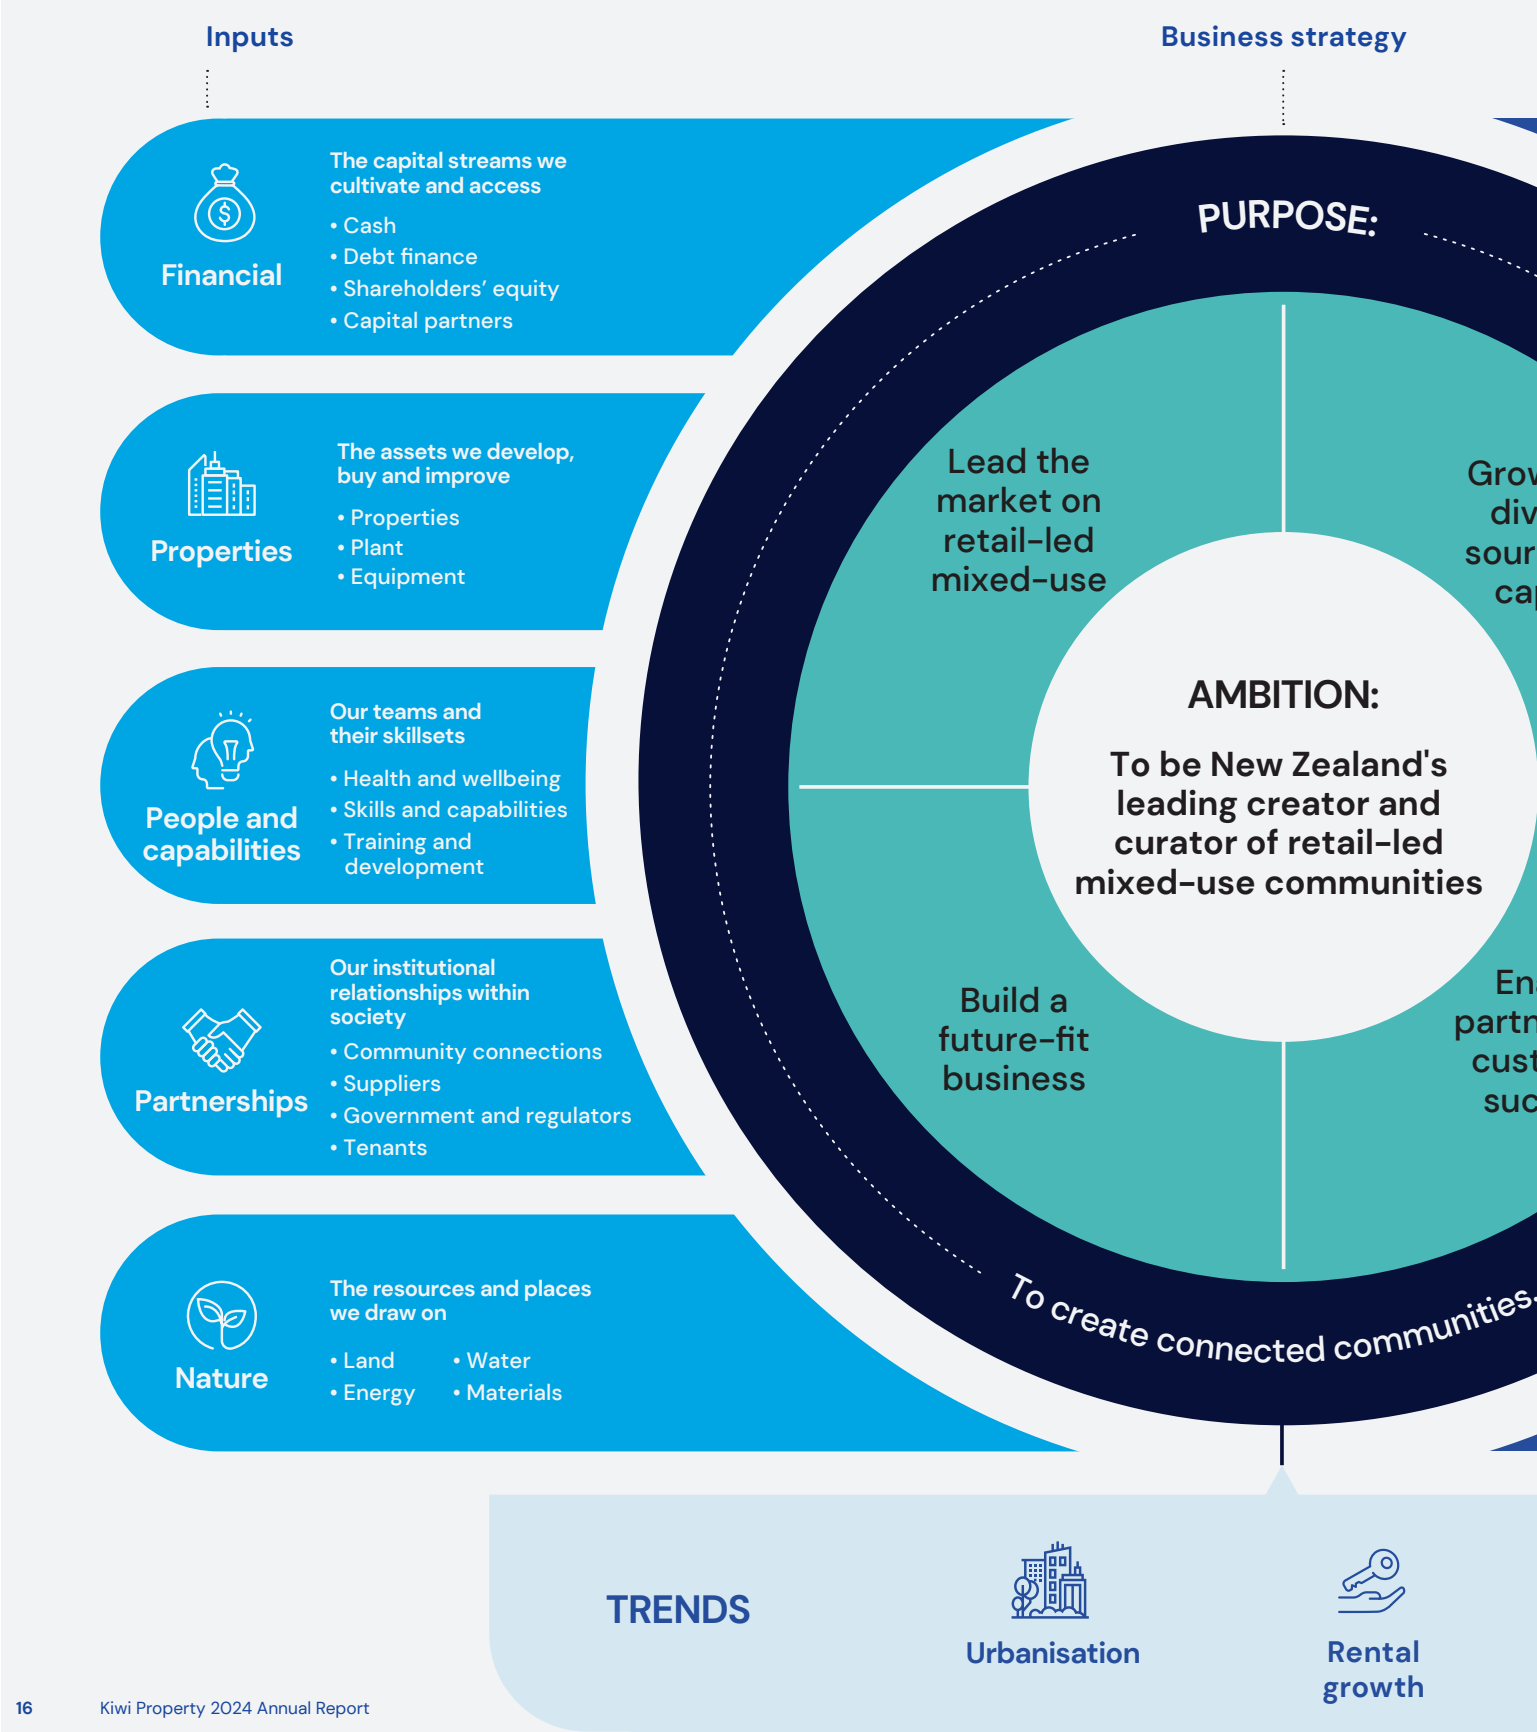 Inputs
Business strategy
Financial
The capital streams we
cultivate and access
• Cash
• Debt finance
• Shareholders’ equity
• Capital partners
Properties
The assets we develop,
buy and improve
• Properties
• Plant
• Equipment
People and
capabilities
Our teams and
their skillsets
• Health and wellbeing
• Skills and capabilities
• Training and
development
Partnerships
Our institutional
relationships within
society
• Community connections
• Suppliers
• Government and regulators
• Tenants
Nature
The resources and places
we draw on
• Land
• Energy
• Water
• Materials
PURPOSE:
Lead the
market on
retail-led
mixed-use
AMBITION:
To be New Zealand's
leading creator and
curator of retail-led
mixed-use communities
Build a
future-fit
business
To create connected communities.
TRENDS
Urbanisation
Rental
growth
16
Kiwi Property 2024 Annual Report